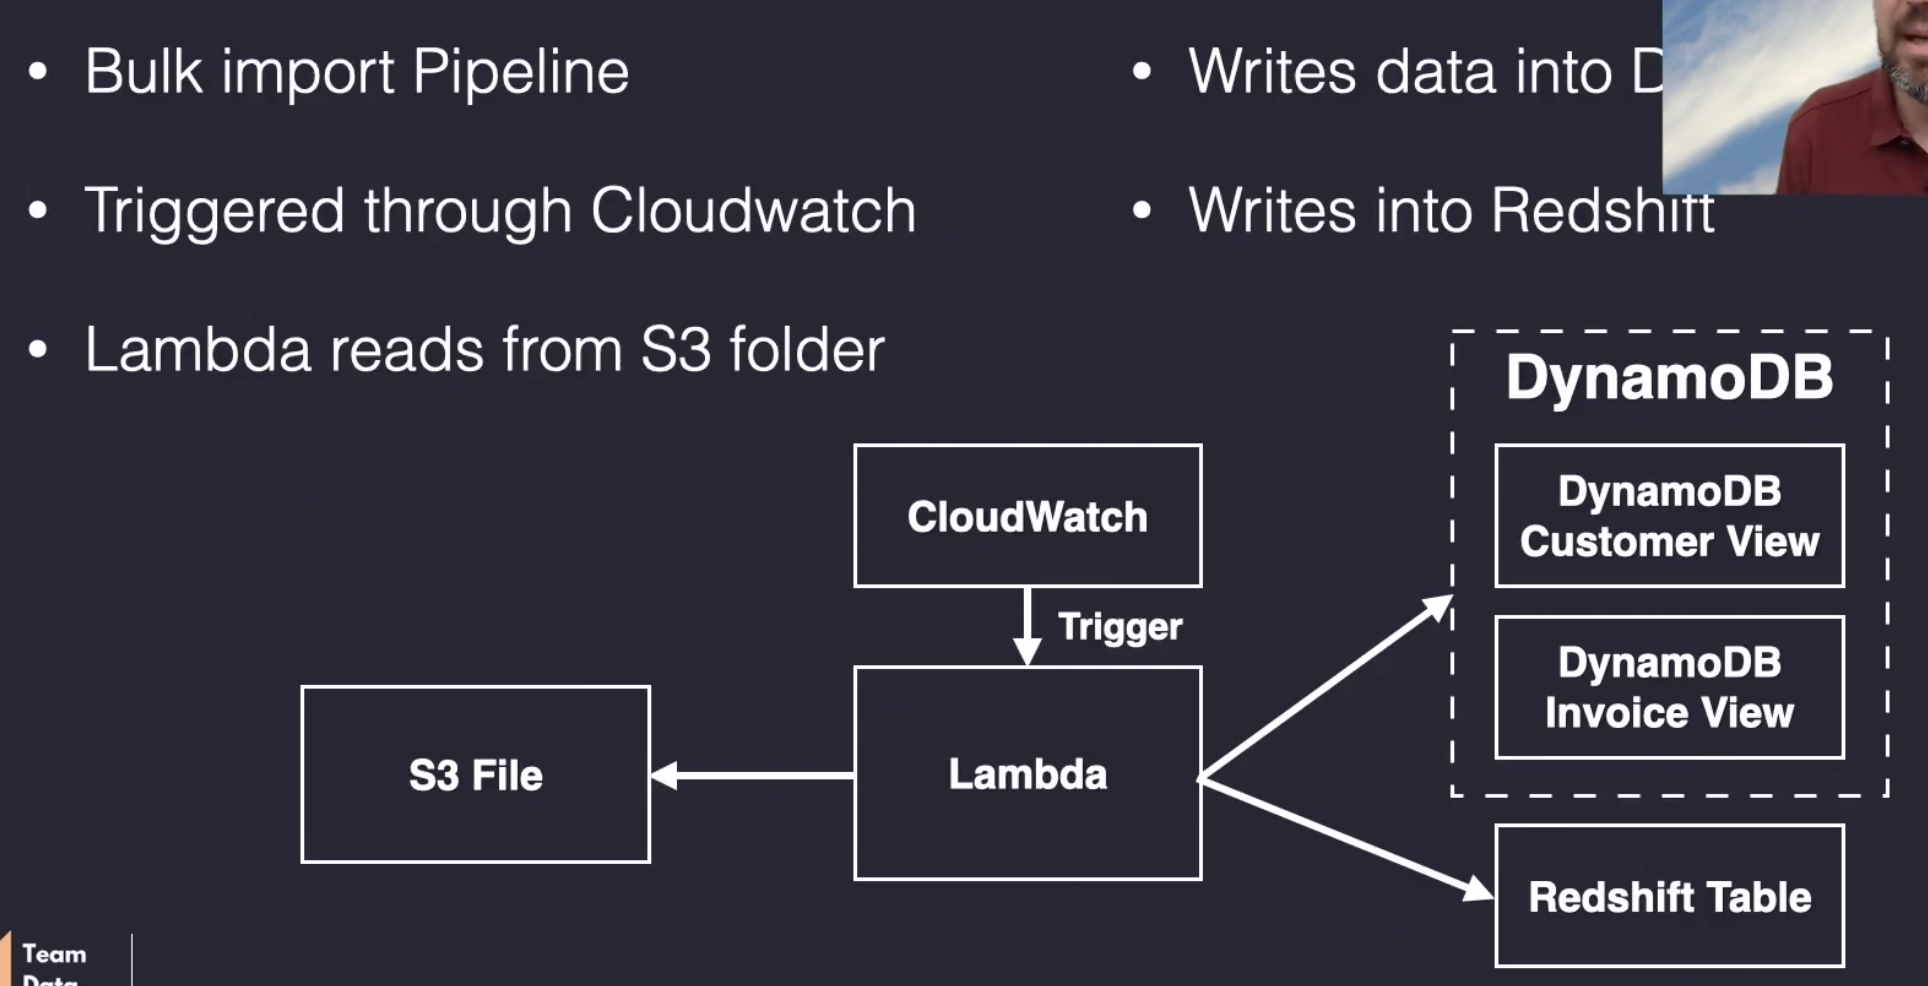 • Bulk import Pipeline
• Triggered through Cloudwatch
• Lambda reads from S3 folder
• Writes data into
• Writes into Redshift
DynamoDB
DynamoDB
Customer View
DynamoDB
Invoice View
CloudWatch
Trigger
S3 File
Lambda
Redshift Table
Team
Data